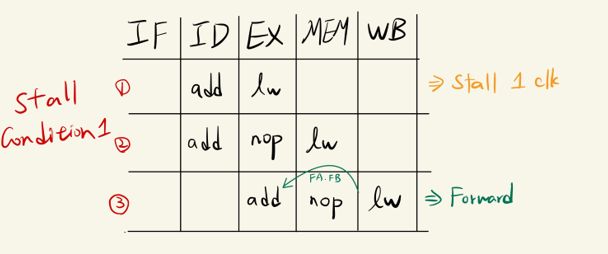 IF ID EX MEM WB
Stall Condition1
① add lw ⇒ Stall 1 clk
② add nop lw
FA.FB
③ add nop lw ⇒ Forward